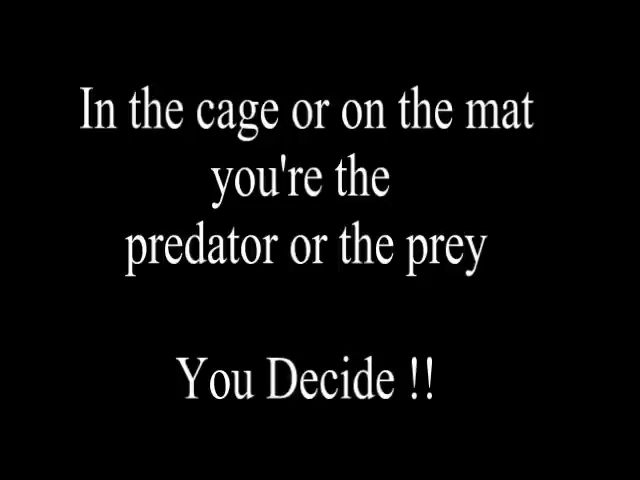 In the cage or on the mat
you're the
predator or the prey
You Decide !!